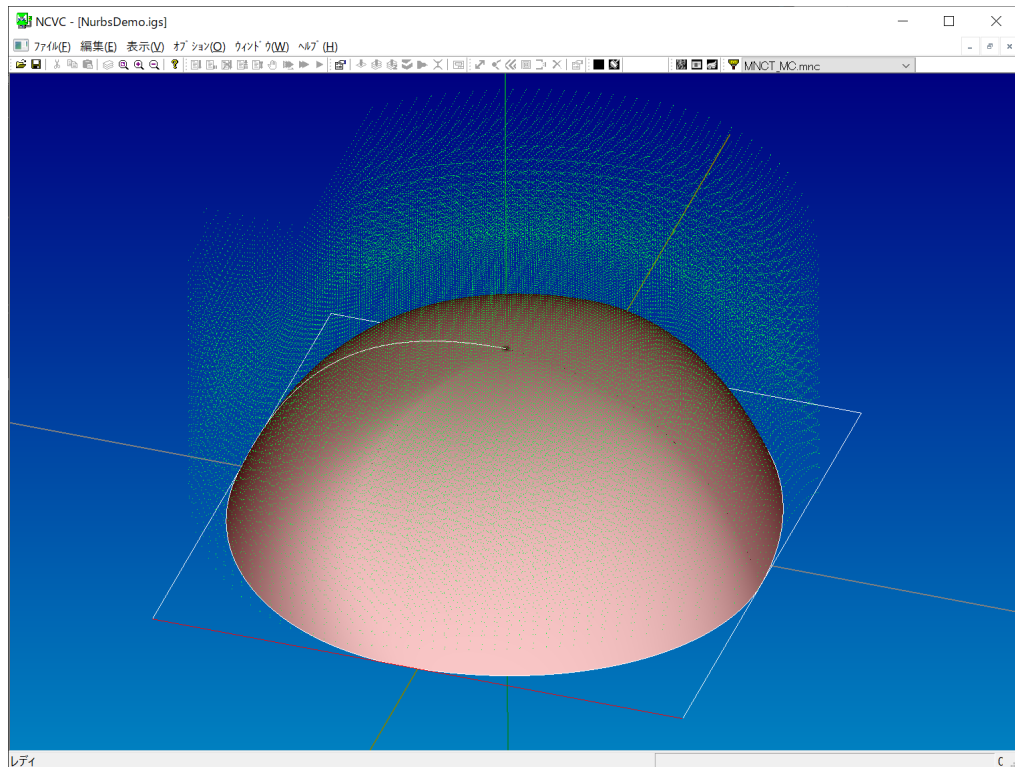 NCVC - [NurbsDemo.igs]
ファイル(F) 編集(E) 表示(V) オプション(O) ウィンドウ(W) ヘルプ(H)
MNCT_MC.mnc
レディ
C